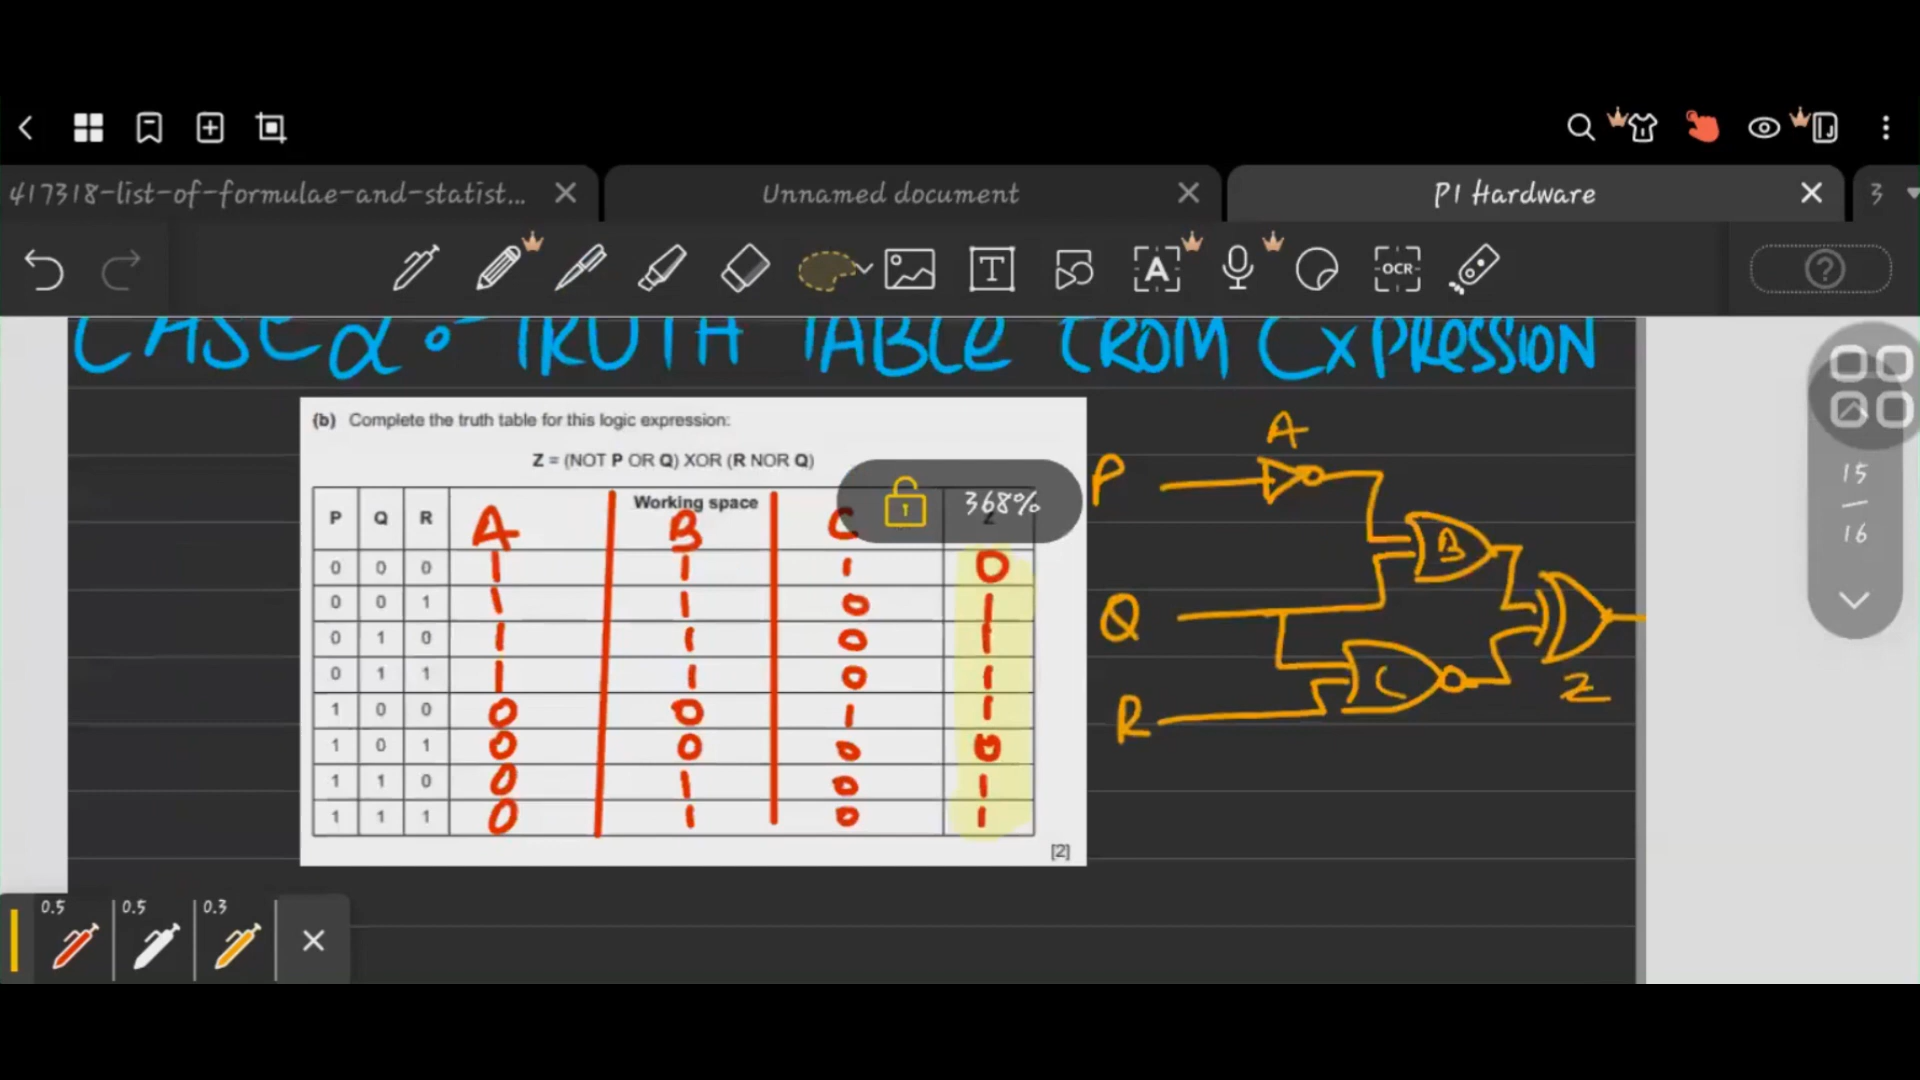 417318-list-of-formulae-and-statist...
Unnamed document
P1 Hardware
3
T
A
OCR
?
CASE 2:- TRUTH TABLE FROM EXPRESSION
(b) Complete the truth table for this logic expression:
Z = (NOT P OR Q) XOR (R NOR Q)
368%
Working space
P Q R A B C Z
0 0 0 1 1 1 0
0 0 1 1 1 0 1
0 1 0 1 1 0 1
0 1 1 1 1 0 1
1 0 0 0 0 1 1
1 0 1 0 0 0 0
1 1 0 0 1 0 1
1 1 1 0 1 0 1
[2]
A
P
B
Q
C
Z
R
15
16
0.5
0.5
0.3